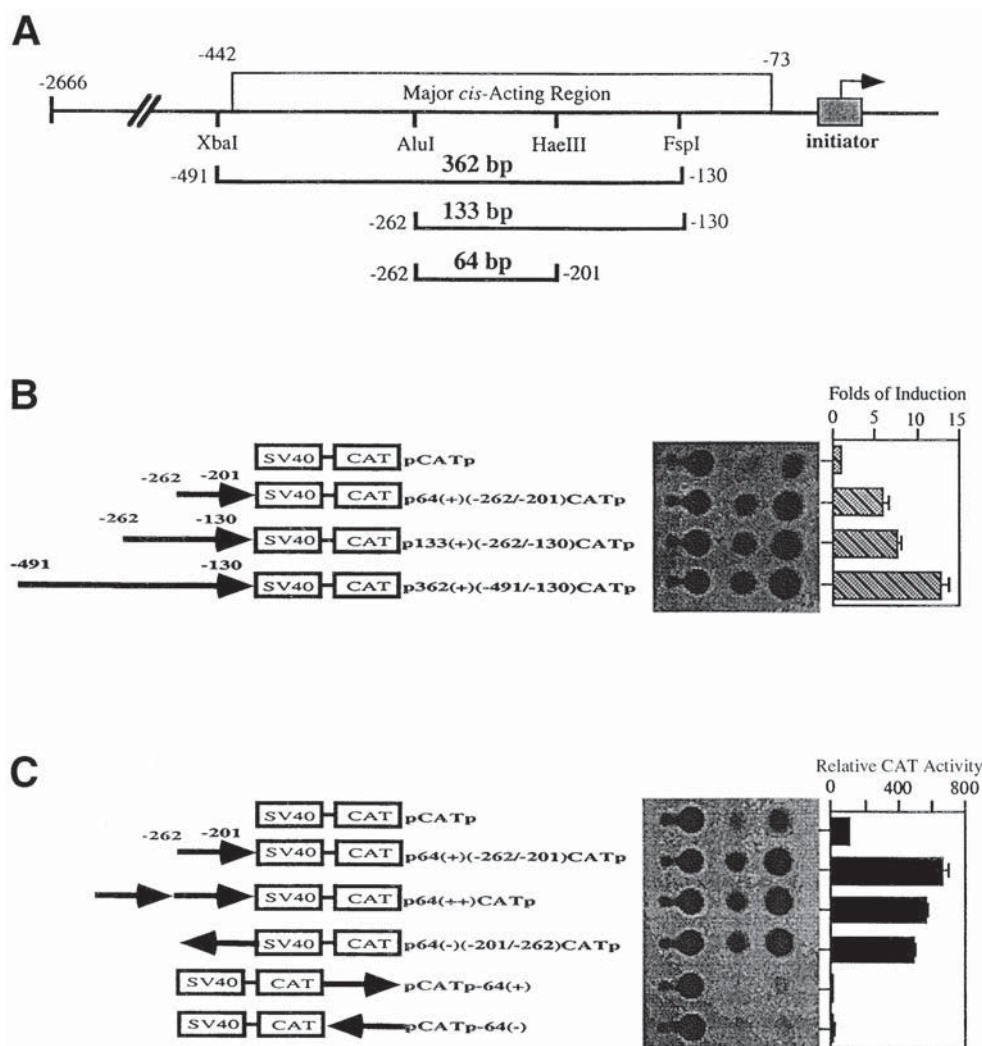 A
-2666
-442
-73
Major cis-Acting Region
XbaI
AluI
HaeIII
FspI
initiator
-491
362 bp
-130
-262
133 bp
-130
-262
64 bp
-201
B
Folds of Induction
0 5 10 15
SV40 CAT pCATp
-262 -201
SV40 CAT p64(+)(-262/-201)CATp
-262 -130
SV40 CAT p133(+)(-262/-130)CATp
-491 -130
SV40 CAT p362(+)(-491/-130)CATp
C
Relative CAT Activity
0 400 800
SV40 CAT pCATp
-262 -201
SV40 CAT p64(+)(-262/-201)CATp
SV40 CAT p64(++)CATp
SV40 CAT p64(-)(-201/-262)CATp
SV40 CAT pCATp-64(+)
SV40 CAT pCATp-64(-)